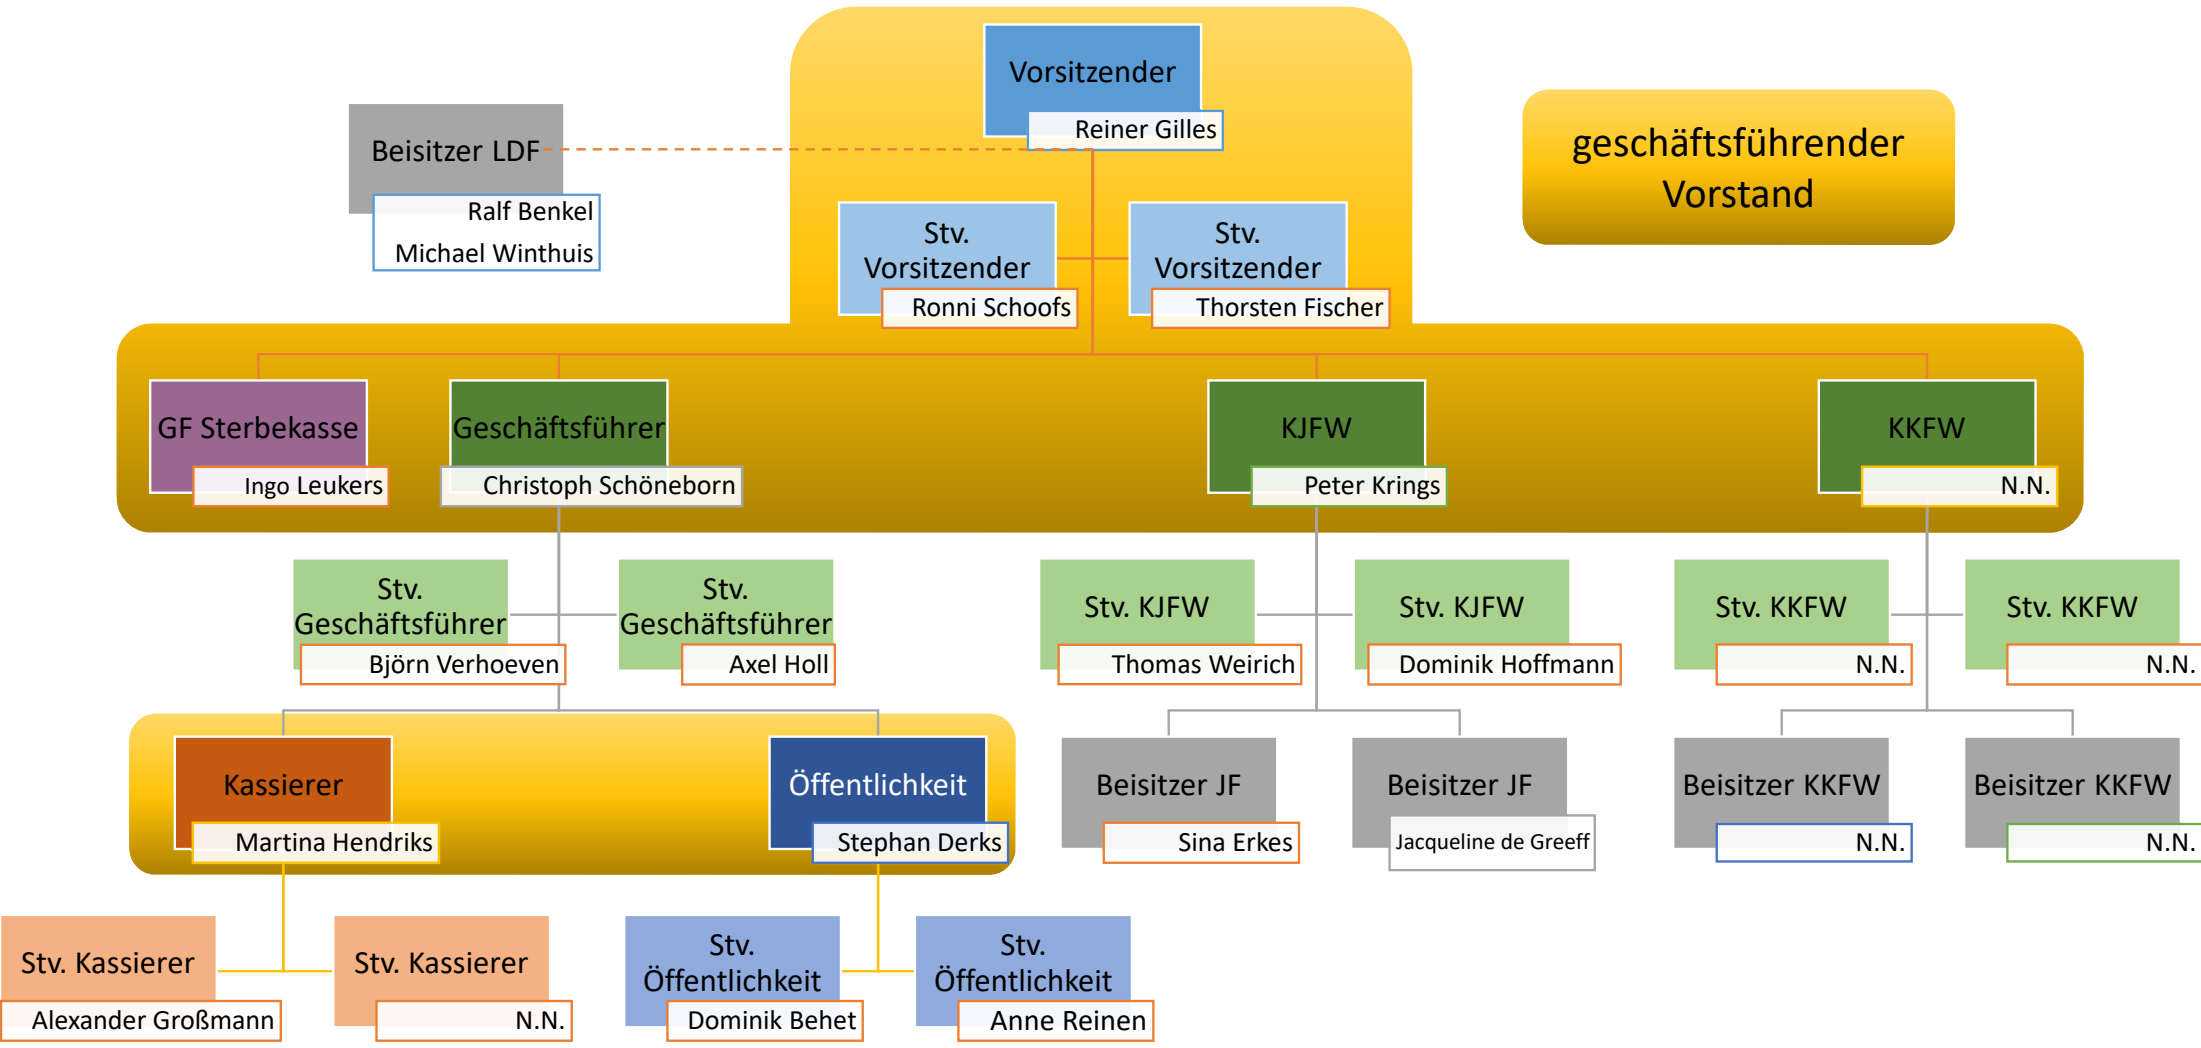 Vorsitzender
Reiner Gilles
geschäftsführender
Vorstand
Beisitzer LDF
Ralf Benkel
Michael Winthuis
Stv.
Vorsitzender
Ronni Schoofs
Stv.
Vorsitzender
Thorsten Fischer
GF Sterbekasse
Ingo Leukers
Geschäftsführer
Christoph Schöneborn
KJFW
Peter Krings
KKFW
N.N.
Stv.
Geschäftsführer
Björn Verhoeven
Stv.
Geschäftsführer
Axel Holl
Stv. KJFW
Thomas Weirich
Stv. KJFW
Dominik Hoffmann
Stv. KKFW
N.N.
Stv. KKFW
N.N.
Kassierer
Martina Hendriks
Öffentlichkeit
Stephan Derks
Beisitzer JF
Sina Erkes
Beisitzer JF
Jacqueline de Greeff
Beisitzer KKFW
N.N.
Beisitzer KKFW
N.N.
Stv. Kassierer
Alexander Großmann
Stv. Kassierer
N.N.
Stv.
Öffentlichkeit
Dominik Behet
Stv.
Öffentlichkeit
Anne Reinen